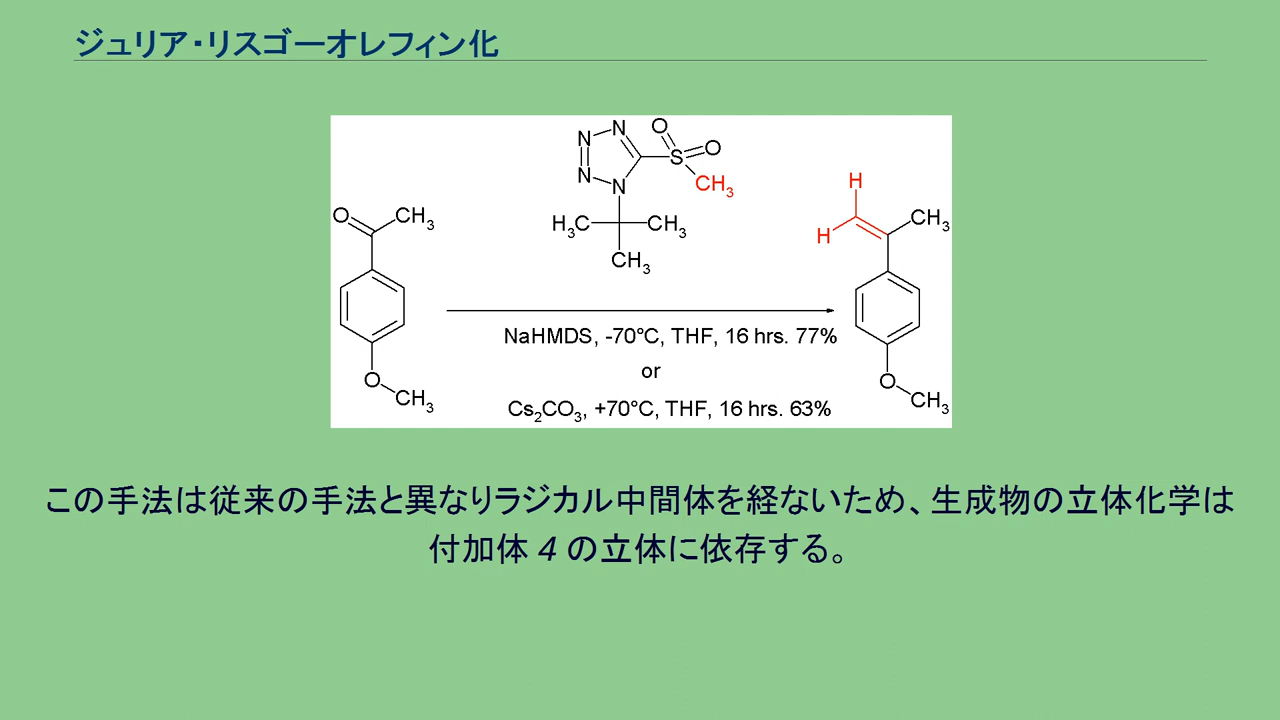 ジュリア・リスゴーオレフィン化
N
N
N
N
S
O
O
CH3
H3C
CH3
CH3
O
CH3
O
CH3
H
H
CH3
O
CH3
NaHMDS, -70°C, THF, 16 hrs. 77%
or
Cs2CO3, +70°C, THF, 16 hrs. 63%
この手法は従来の手法と異なりラジカル中間体を経ないため、生成物の立体化学は
付加体 4 の立体に依存する。